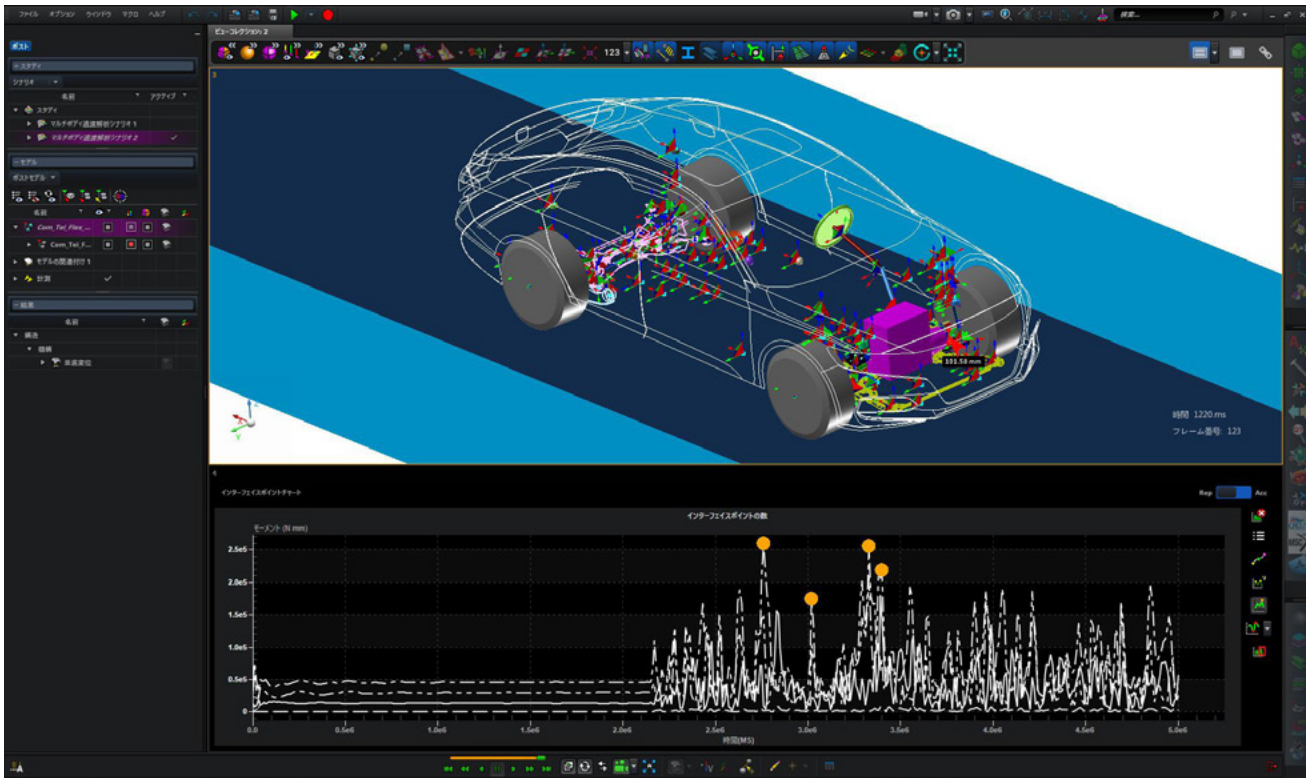 ファイル オプション ウインドウ マクロ ヘルプ
検索...
ポスト
ビューコレクション: 2
スタディ
シナリオ
名前 アクティブ
スタディ
マルチボディ過渡解析シナリオ 1
マルチボディ過渡解析シナリオ 2
モデル
ポストモデル
名前
Com_Tei_Flex_...
Com_Tei_F...
モデルの関連付け 1
計測
結果
名前
構造
機構
123
3
101.50 mm
時間 1220 ms
フレーム番号: 123
Z
Y
6
インターフェイスポイントチャート
Rep Acc
インターフェイスポイントの数
モーメント (N mm)
2.5e5
2.0e5
1.5e5
1.0e5
0.5e5
0
0.0 0.5e6 1.0e6 1.5e6 2.0e6 2.5e6 3.0e6 3.5e6 4.0e6 4.5e6 5.0e6
時間(MS)
MSC